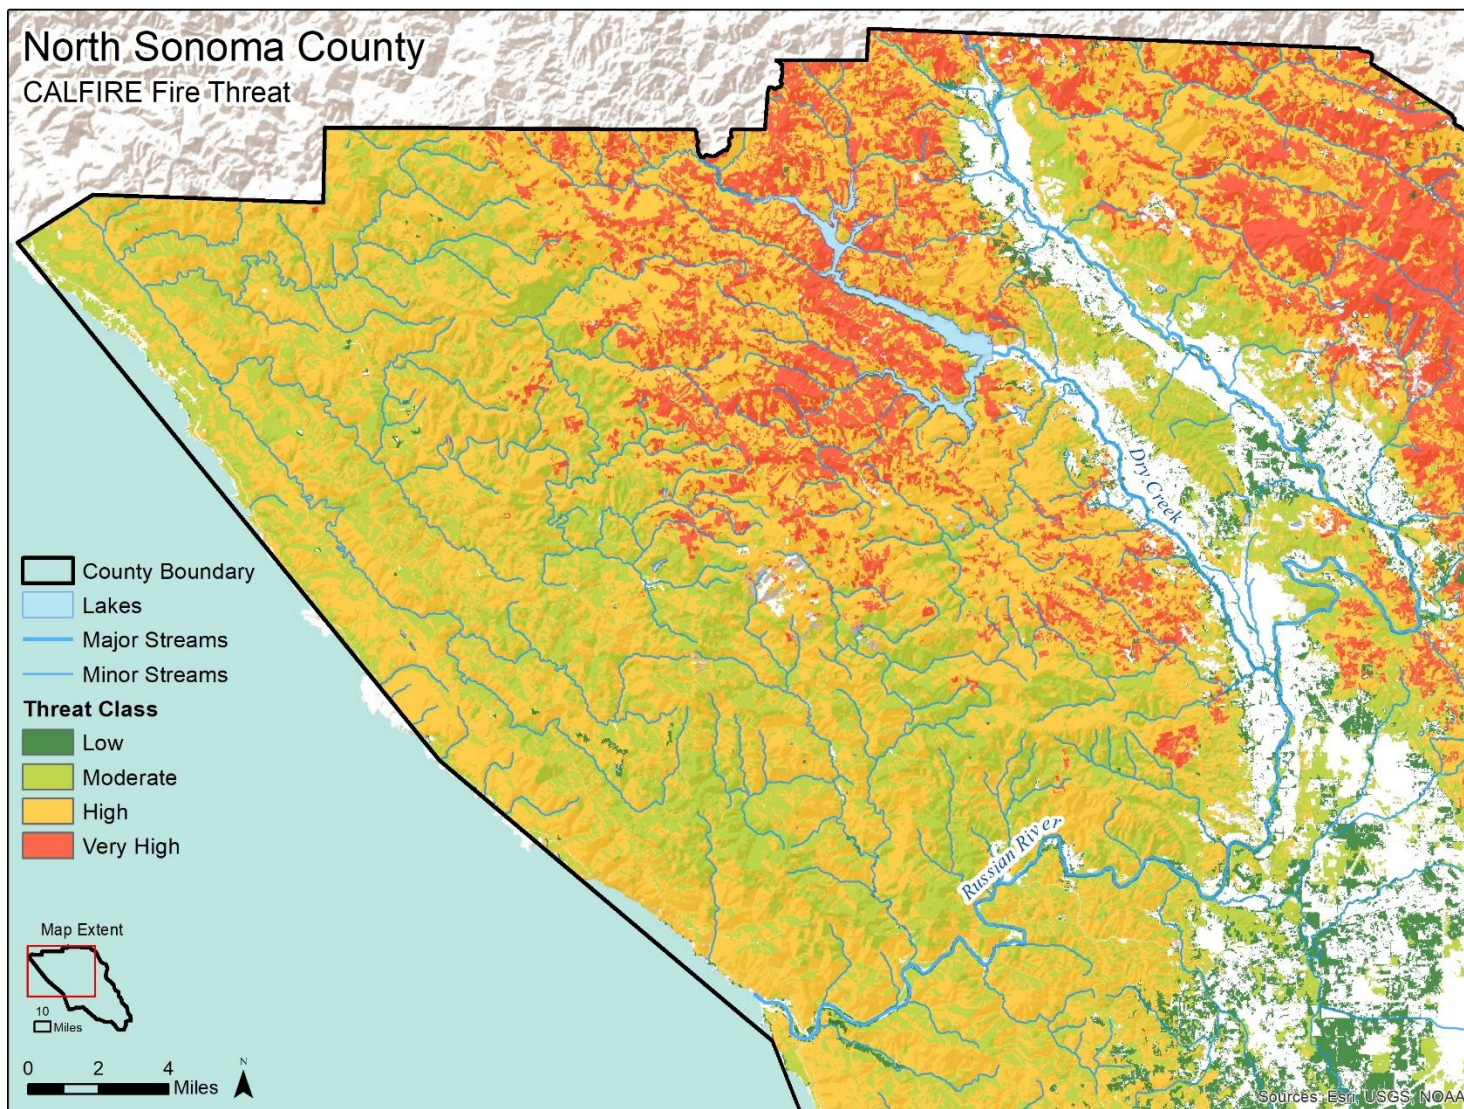 North Sonoma County
CALFIRE Fire Threat
Dry Creek
Russian River
County Boundary
Lakes
Major Streams
Minor Streams
Threat Class
Low
Moderate
High
Very High
Map Extent
10
Miles
0 2 4
Miles
N
Sources: Esri, USGS, NOAA